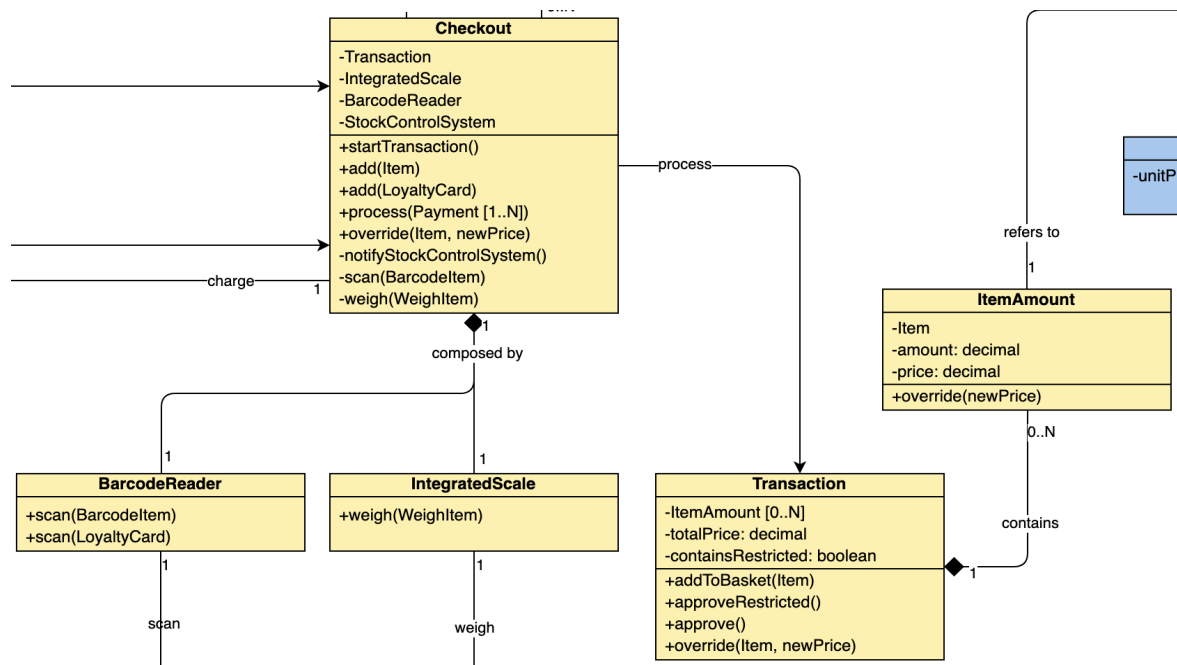 Checkout
-Transaction
-IntegratedScale
-BarcodeReader
-StockControlSystem
+startTransaction()
+add(Item)
+add(LoyaltyCard)
+process(Payment [1..N])
+override(Item, newPrice)
-notifyStockControlSystem()
-scan(BarcodeItem)
-weigh(WeighItem)
process
charge
1
1
composed by
1
1
BarcodeReader
+scan(BarcodeItem)
+scan(LoyaltyCard)
1
scan
IntegratedScale
+weigh(WeighItem)
1
weigh
-unitP
refers to
1
ItemAmount
-Item
-amount: decimal
-price: decimal
+override(newPrice)
0..N
contains
1
Transaction
-ItemAmount [0..N]
-totalPrice: decimal
-containsRestricted: boolean
+addToBasket(Item)
+approveRestricted()
+approve()
+override(Item, newPrice)